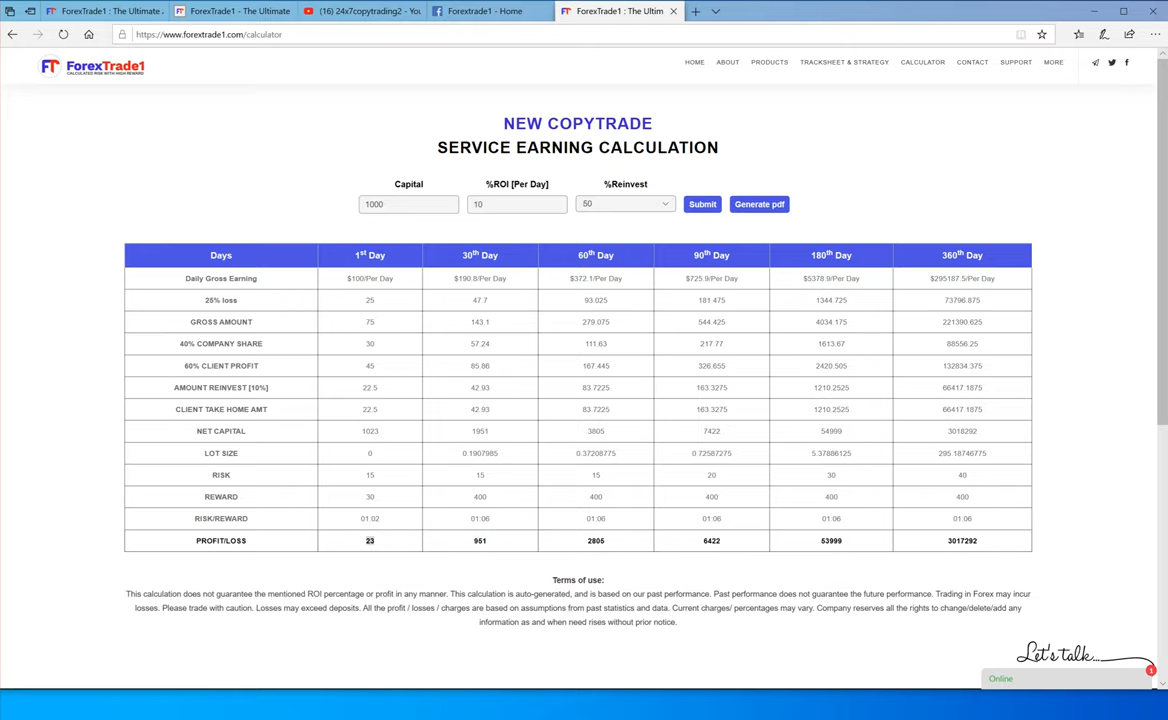 ForexTrade1 : The Ultimate
ForexTrade1 - The Ultimate
(16) 24x7copytrading2 - You
Forextrade1 - Home
ForexTrade1 : The Ultim
https://www.forextrade1.com/calculator
FT ForexTrade1
CALCULATED RISK WITH HIGH REWARD
HOME ABOUT PRODUCTS TRACKSHEET & STRATEGY CALCULATOR CONTACT SUPPORT MORE
NEW COPYTRADE
SERVICE EARNING CALCULATION
Capital %ROI [Per Day] %Reinvest
1000 10 50 Submit Generate pdf
Days 1st Day 30th Day 60th Day 90th Day 180th Day 360th Day
Daily Gross Earning $100/Per Day $190.8/Per Day $372.1/Per Day $725.9/Per Day $5378.9/Per Day $295187.5/Per Day
25% loss 25 47.7 93.025 181.475 1344.725 73796.875
GROSS AMOUNT 75 143.1 279.075 544.425 4034.175 221390.625
40% COMPANY SHARE 30 57.24 111.63 217.77 1613.67 88556.25
60% CLIENT PROFIT 45 85.86 167.445 326.655 2420.505 132834.375
AMOUNT REINVEST [10%] 22.5 42.93 83.7225 163.3275 1210.2525 66417.1875
CLIENT TAKE HOME AMT 22.5 42.93 83.7225 163.3275 1210.2525 66417.1875
NET CAPITAL 1023 1951 3805 7422 54999 3018292
LOT SIZE 0 0.1907985 0.37208775 0.72587275 5.37886125 295.18746775
RISK 15 15 15 20 30 40
REWARD 30 400 400 400 400 400
RISK/REWARD 01:02 01:06 01:06 01:06 01:06 01:06
PROFIT/LOSS 23 951 2805 6422 53999 3017292
Terms of use:
This calculation does not guarantee the mentioned ROI percentage or profit in any manner. This calculation is auto-generated, and is based on our past performance. Past performance does not guarantee the future performance. Trading in Forex may incur
losses. Please trade with caution. Losses may exceed deposits. All the profit / losses / charges are based on assumptions from past statistics and data. Current charges/ percentages may vary. Company reserves all the rights to change/delete/add any
information as and when need rises without prior notice.
Let's talk...
1
Online